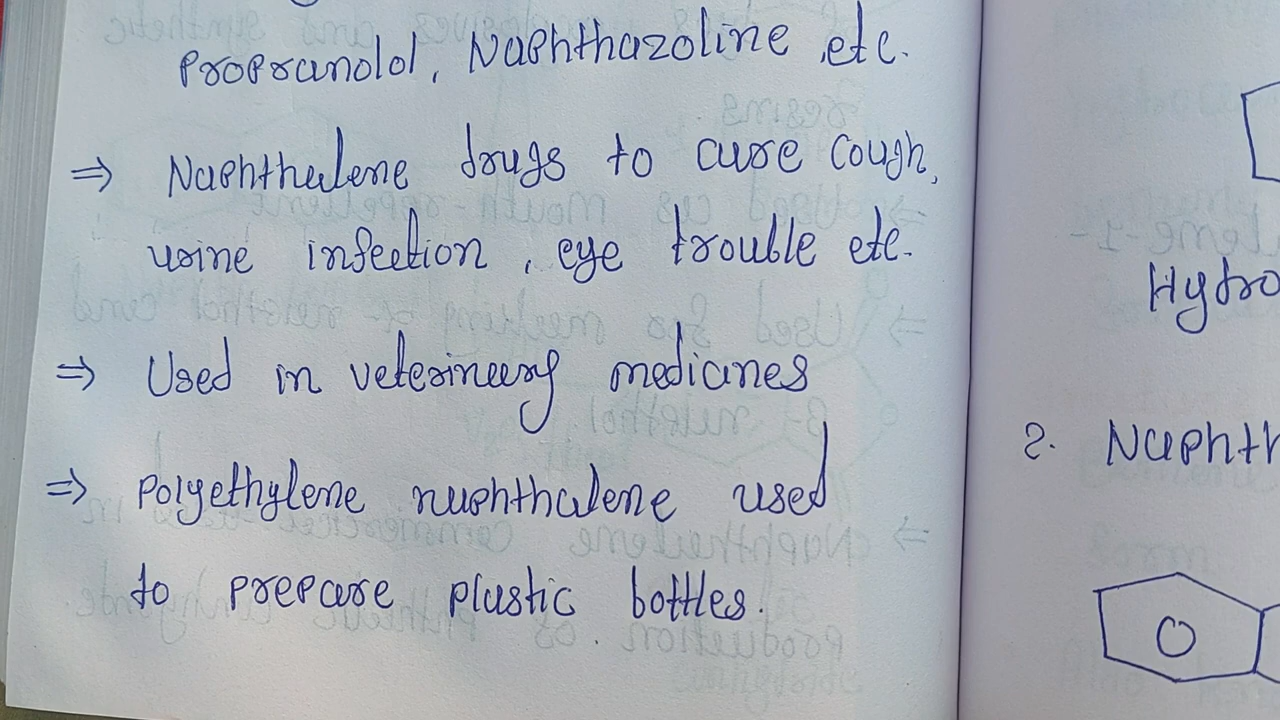 Propranolol, Naphthazoline etc.
⇒ Naphthalene drugs to cure cough,
urine infection, eye trouble etc.
⇒ Used in veterineery medicines
⇒ Polyethylene naphthalene used
to prepare plastic bottles.
Hydro
2. Naphth